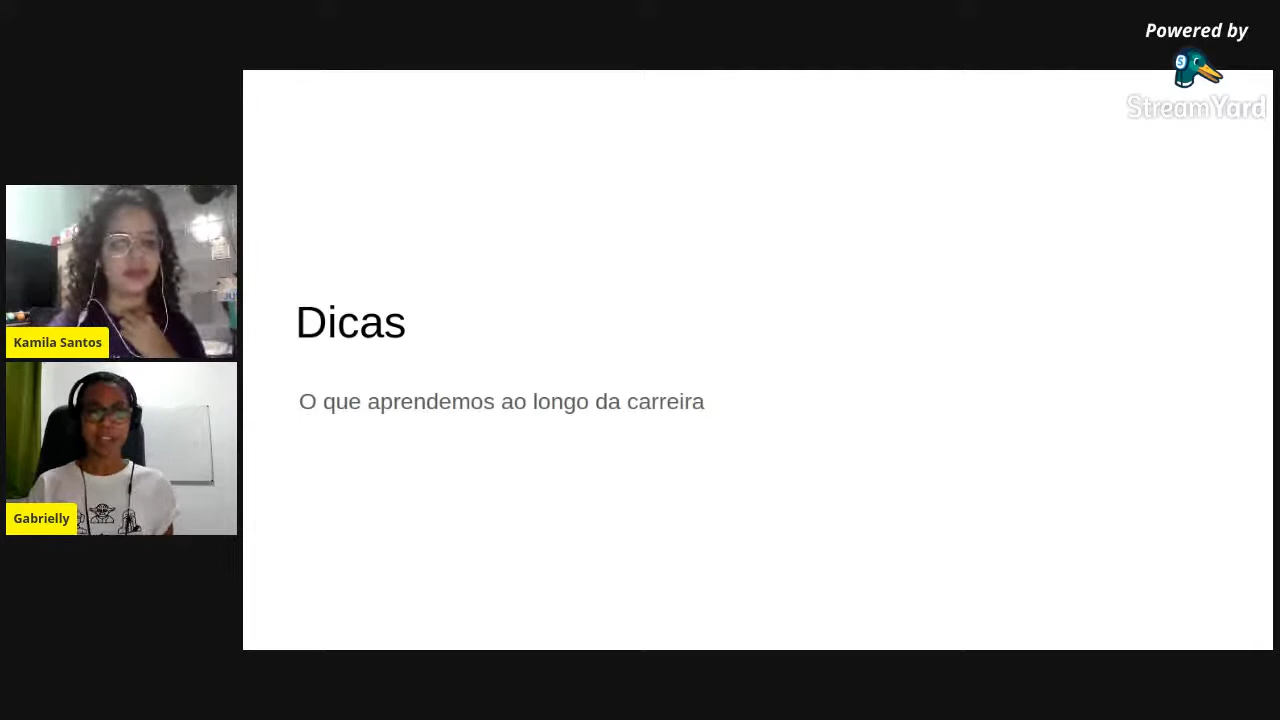 Powered by
StreamYard
Dicas
O que aprendemos ao longo da carreira
Kamila Santos
Gabrielly